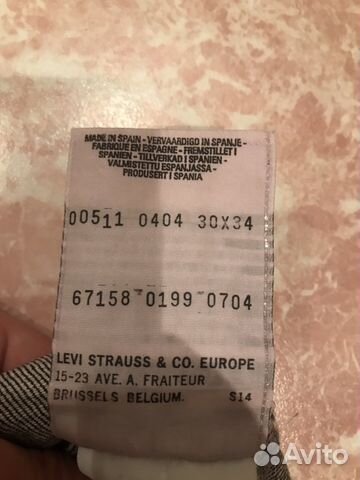 MADE IN SPAIN - VERVAARDIGD IN SPANJE -
FABRIQUE EN ESPAGNE - FREMSTILLET I
SPANIEN - TILLVERKAD I SPANIEN -
VALMISTETTU ESPANJASSA -
PRODUSERT I SPANIA
00511 0404 30X34
67158 0199 0704
LEVI STRAUSS & CO. EUROPE
15-23 AVE. A. FRAITEUR
BRUSSELS BELGIUM. S14
Avito